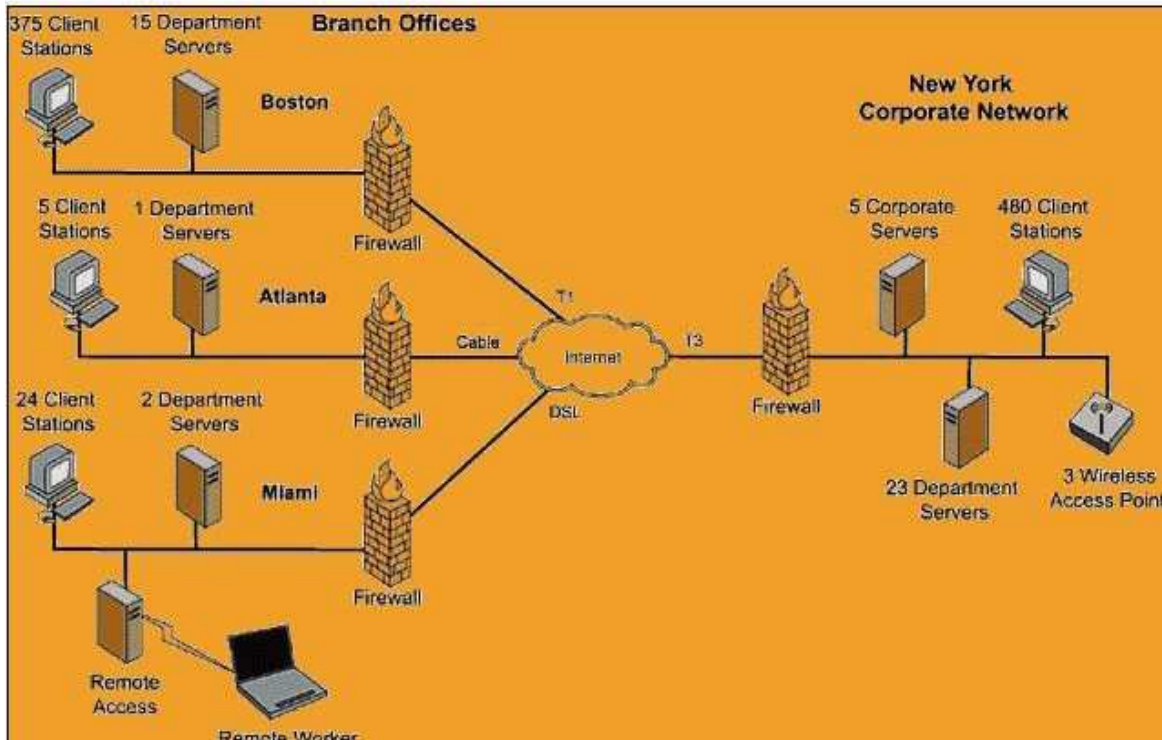 375 Client
Stations
15 Department
Servers
Branch Offices
Boston
New York
Corporate Network
Firewall
5 Client
Stations
1 Department
Servers
Atlanta
T1
Cable
Internet
T3
Firewall
5 Corporate
Servers
480 Client
Stations
Firewall
23 Department
Servers
3 Wireless
Access Point
24 Client
Stations
2 Department
Servers
Miami
DSL
Firewall
Remote
Access
Remote Worker